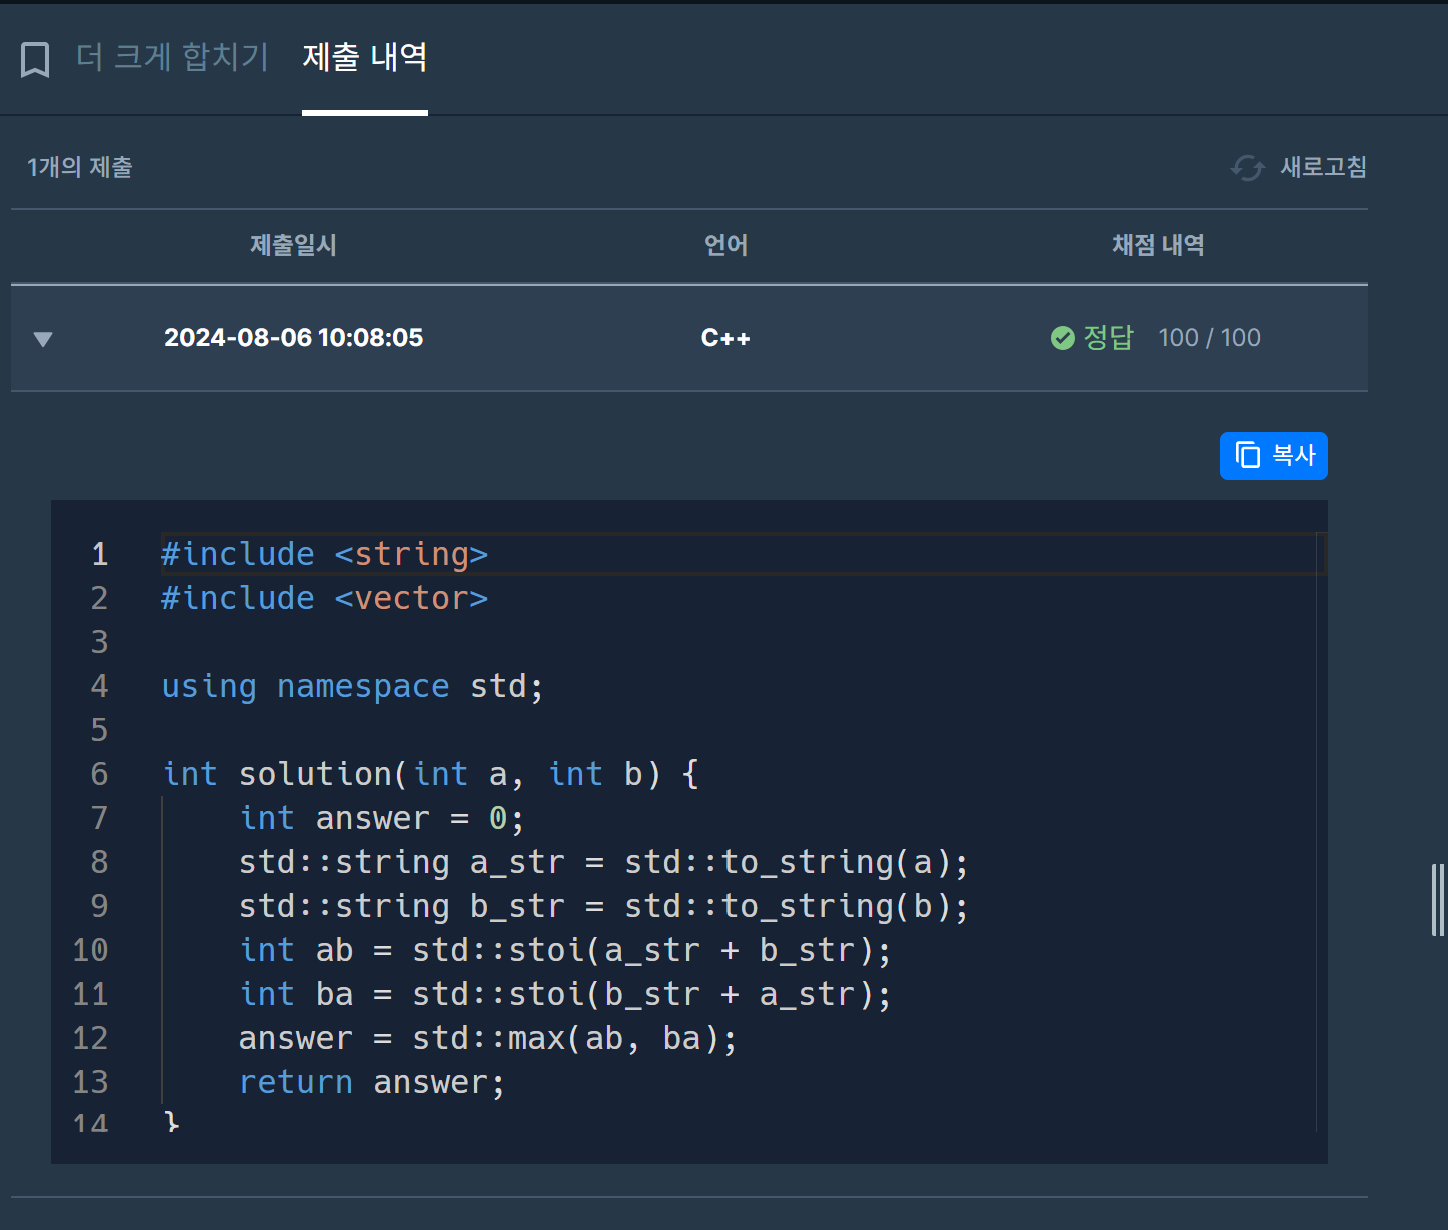 더 크게 합치기 제출 내역
1개의 제출 새로고침
제출일시 언어 채점 내역
2024-08-06 10:08:05 C++ 정답 100 / 100
복사
1 #include <string>
2 #include <vector>
3
4 using namespace std;
5
6 int solution(int a, int b) {
7     int answer = 0;
8     std::string a_str = std::to_string(a);
9     std::string b_str = std::to_string(b);
10     int ab = std::stoi(a_str + b_str);
11     int ba = std::stoi(b_str + a_str);
12     answer = std::max(ab, ba);
13     return answer;
14 }